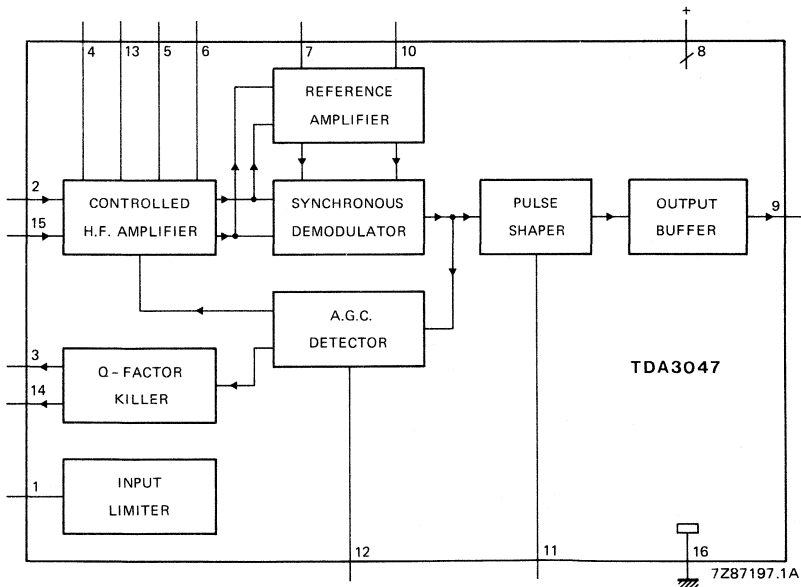 +
4 13 5 6 7 10 8
REFERENCE
AMPLIFIER
2
15
CONTROLLED
H.F. AMPLIFIER
SYNCHRONOUS
DEMODULATOR
PULSE
SHAPER
OUTPUT
BUFFER
9
A.G.C.
DETECTOR
3
14
Q-FACTOR
KILLER
TDA3047
1
INPUT
LIMITER
12 11 16
7Z87197.1A